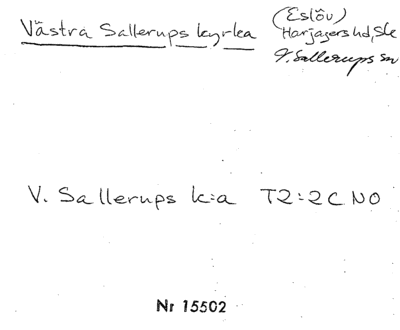 Västra Sallerups kyrka
(Eslöv)
Harjagers hd, Ske
V. Sallerups sn
V. Sallerups k:a T2:2C NO
Nr 15502